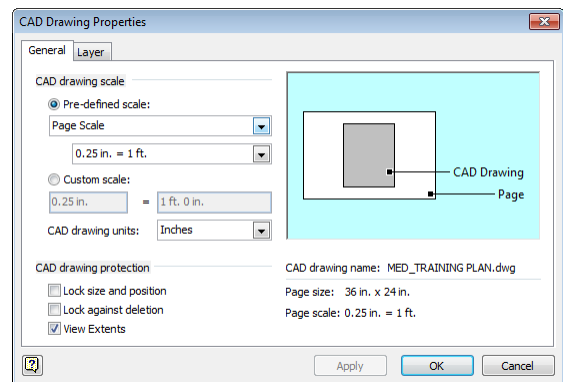 CAD Drawing Properties
General
Layer
CAD drawing scale
Pre-defined scale:
Page Scale
0.25 in. = 1 ft.
Custom scale:
0.25 in. = 1 ft. 0 in.
CAD drawing units: Inches
CAD Drawing
Page
CAD drawing protection
Lock size and position
Lock against deletion
View Extents
CAD drawing name: MED_TRAINING PLAN.dwg
Page size: 36 in. x 24 in.
Page scale: 0.25 in. = 1 ft.
?
Apply
OK
Cancel